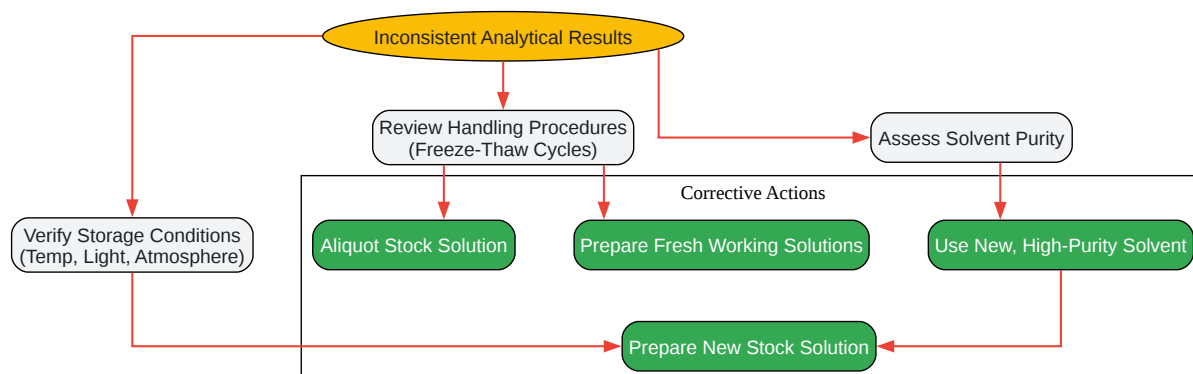 Inconsistent Analytical Results
Review Handling Procedures
(Freeze-Thaw Cycles)
Assess Solvent Purity
Corrective Actions
Verify Storage Conditions
(Temp, Light, Atmosphere)
Aliquot Stock Solution
Prepare Fresh Working Solutions
Use New, High-Purity Solvent
Prepare New Stock Solution